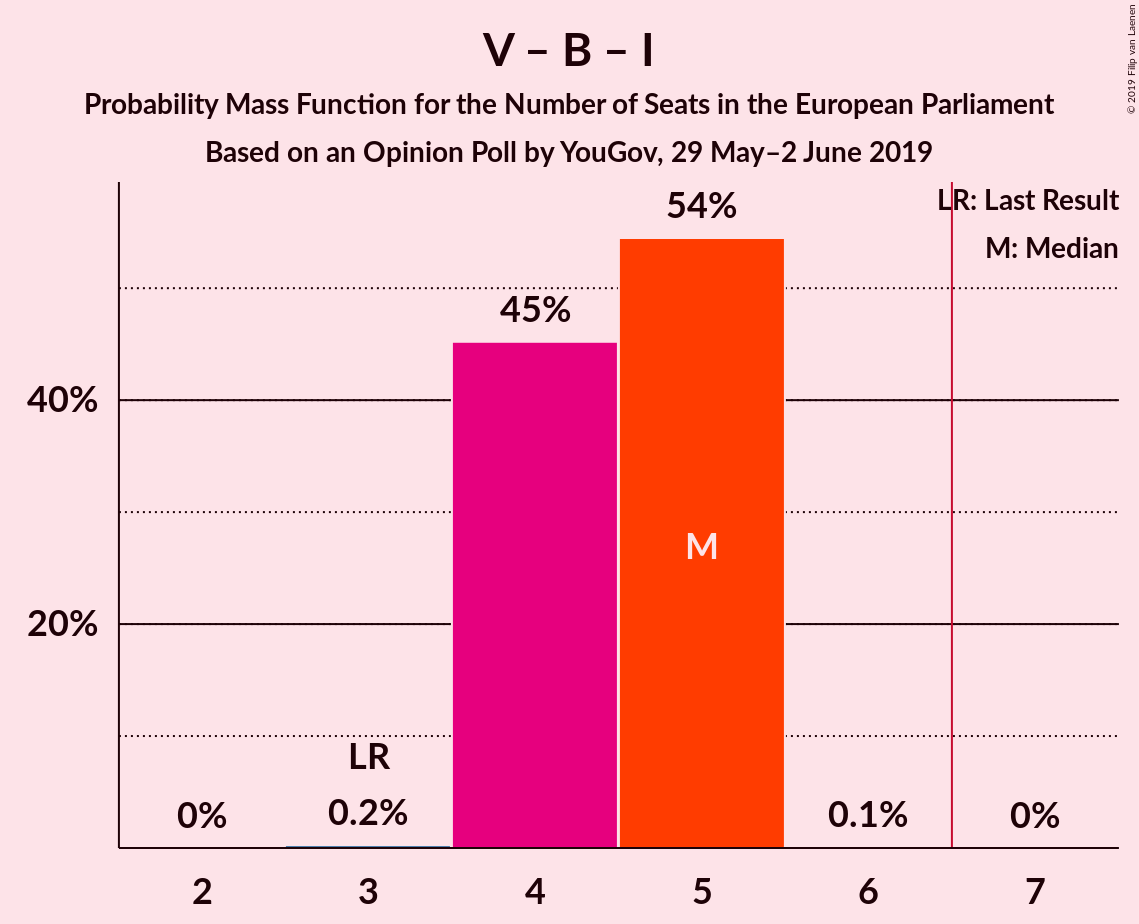 V – B – I
Probability Mass Function for the Number of Seats in the European Parliament
Based on an Opinion Poll by YouGov, 29 May–2 June 2019
© 2019 Filip van Laenen
LR: Last Result
M: Median
54%
45%
40%
M
20%
LR
0%
0.2%
0.1%
0%
2
3
4
5
6
7